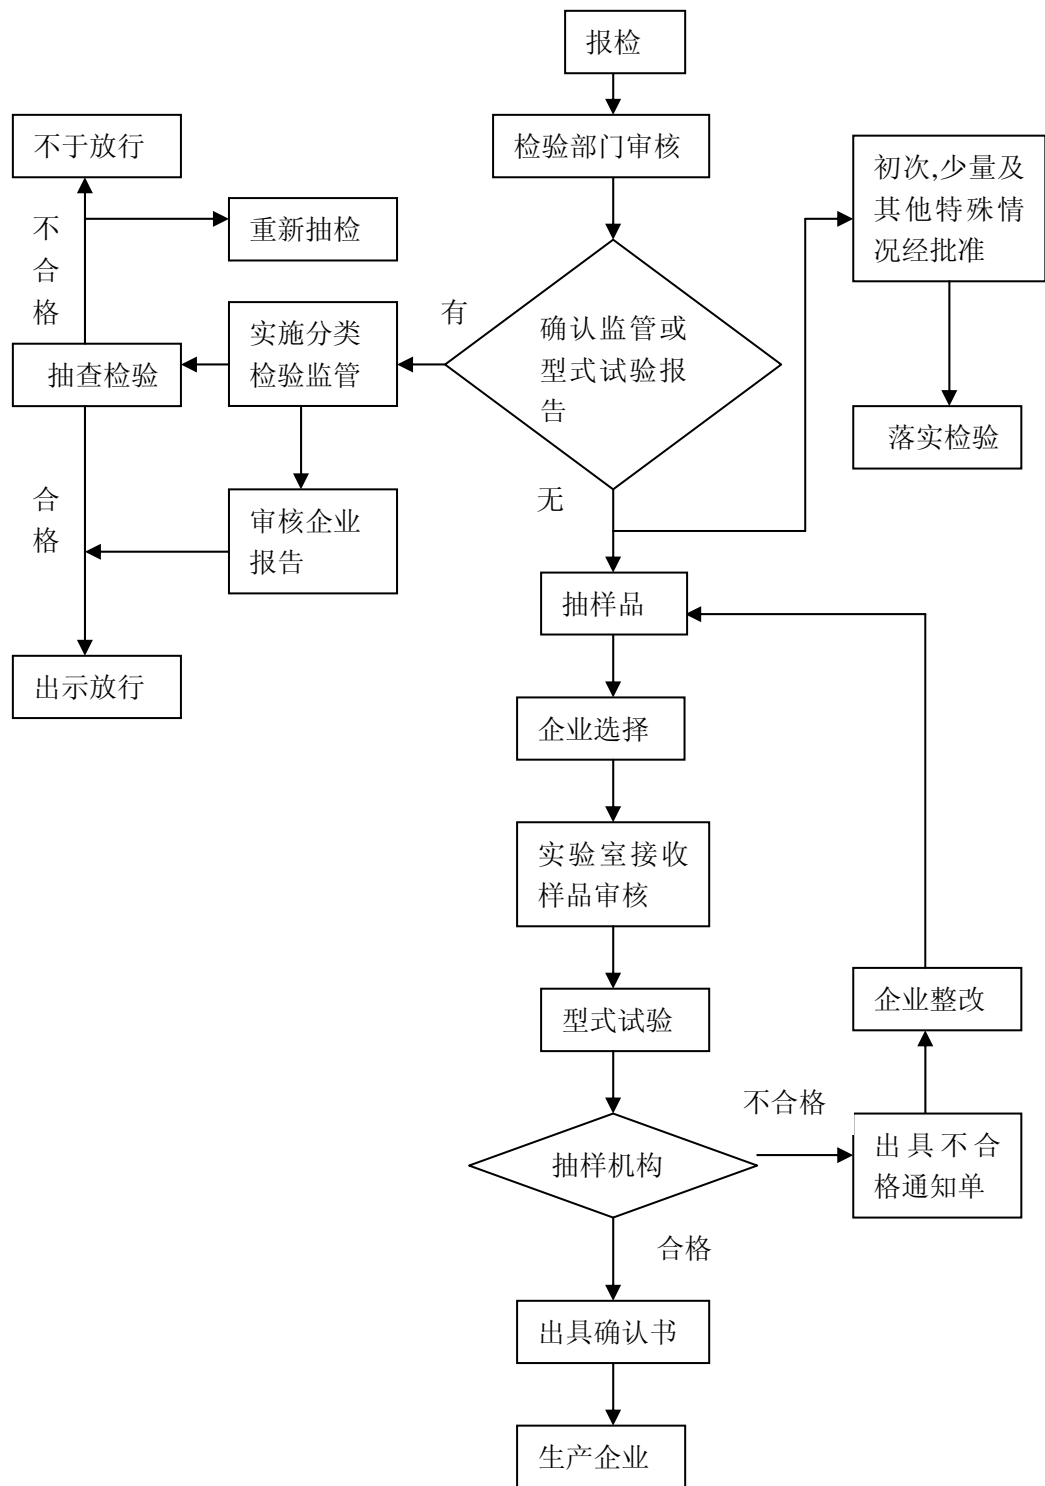 报检
检验部门审核
不于放行
初次,少量及
其他特殊情
况经批准
重新抽检
不
合
格
有
确认监管或
型式试验报
告
实施分类
检验监管
抽查检验
落实检验
合
格
无
审核企业
报告
抽样品
出示放行
企业选择
实验室接收
样品审核
企业整改
型式试验
不合格
出具不合
格通知单
抽样机构
合格
出具确认书
生产企业